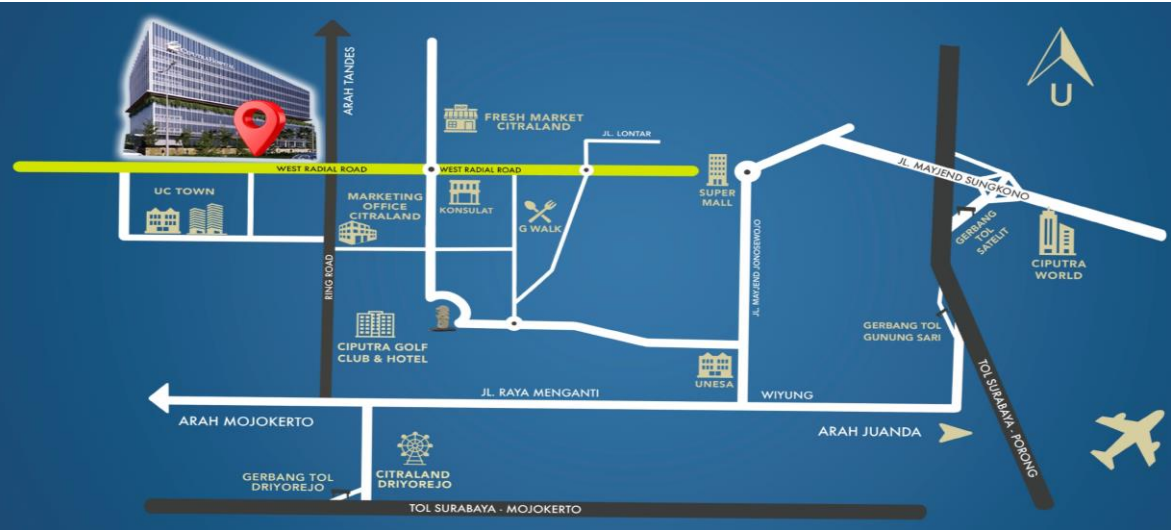 ARAH TANDES
U
FRESH MARKET
CITRALAND
JL. LONTAR
WEST RADIAL ROAD
WEST RADIAL ROAD
JL. MAYJEND SUNGKONO
UC TOWN
MARKETING
OFFICE
CITRALAND
KONSULAT
G WALK
SUPER
MALL
GERBANG
TOL
SATELIT
CIPUTRA
WORLD
RING ROAD
JL. MAYJEND JONOSEWOJO
CIPUTRA GOLF
CLUB & HOTEL
GERBANG TOL
GUNUNG SARI
UNESA
JL. RAYA MENGANTI
WIYUNG
TOL SURABAYA - PORONG
ARAH MOJOKERTO
ARAH JUANDA
GERBANG TOL
DRIYOREJO
CITRALAND
DRIYOREJO
TOL SURABAYA - MOJOKERTO